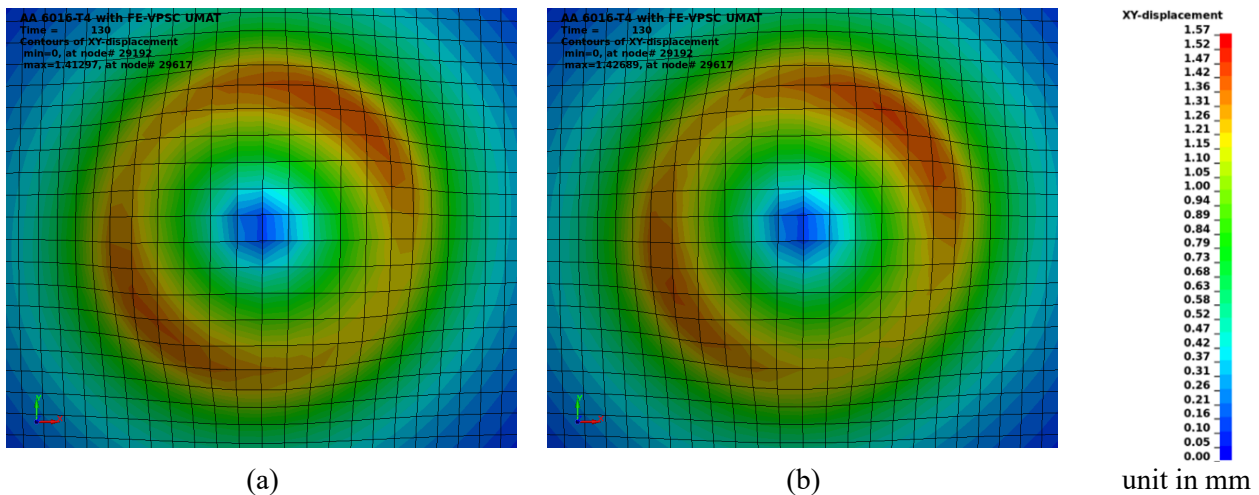 AA 6016-T4 with FE-VPSC UMAT
Time = 130
Contours of XY-displacement
min=0, at node# 29192
max=1.41297, at node# 29617
Y
X
(a)
AA 6016-T4 with FE-VPSC UMAT
Time = 130
Contours of XY-displacement
min=0, at node# 29192
max=1.42689, at node# 29617
Y
X
(b)
XY-displacement
1.57
1.52
1.47
1.42
1.36
1.31
1.26
1.21
1.15
1.10
1.05
1.00
0.94
0.89
0.84
0.79
0.73
0.68
0.63
0.58
0.52
0.47
0.42
0.37
0.31
0.26
0.21
0.16
0.10
0.05
0.00
unit in mm